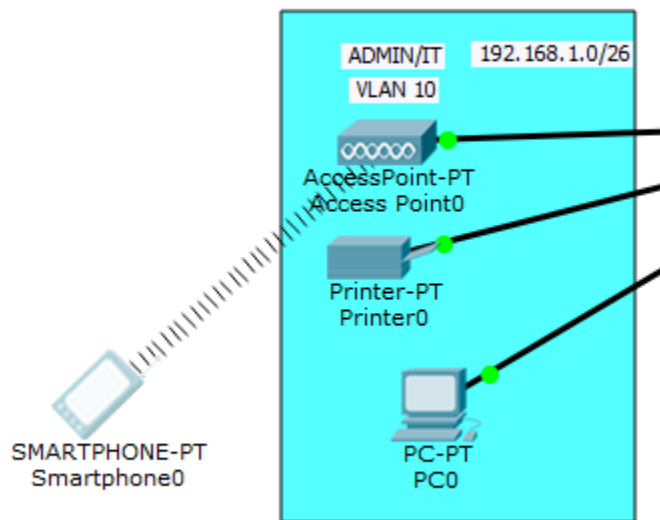 ADMIN/IT
192.168.1.0/26
VLAN 10
AccessPoint-PT
Access Point0
Printer-PT
Printer0
SMARTPHONE-PT
Smartphone0
PC-PT
PC0